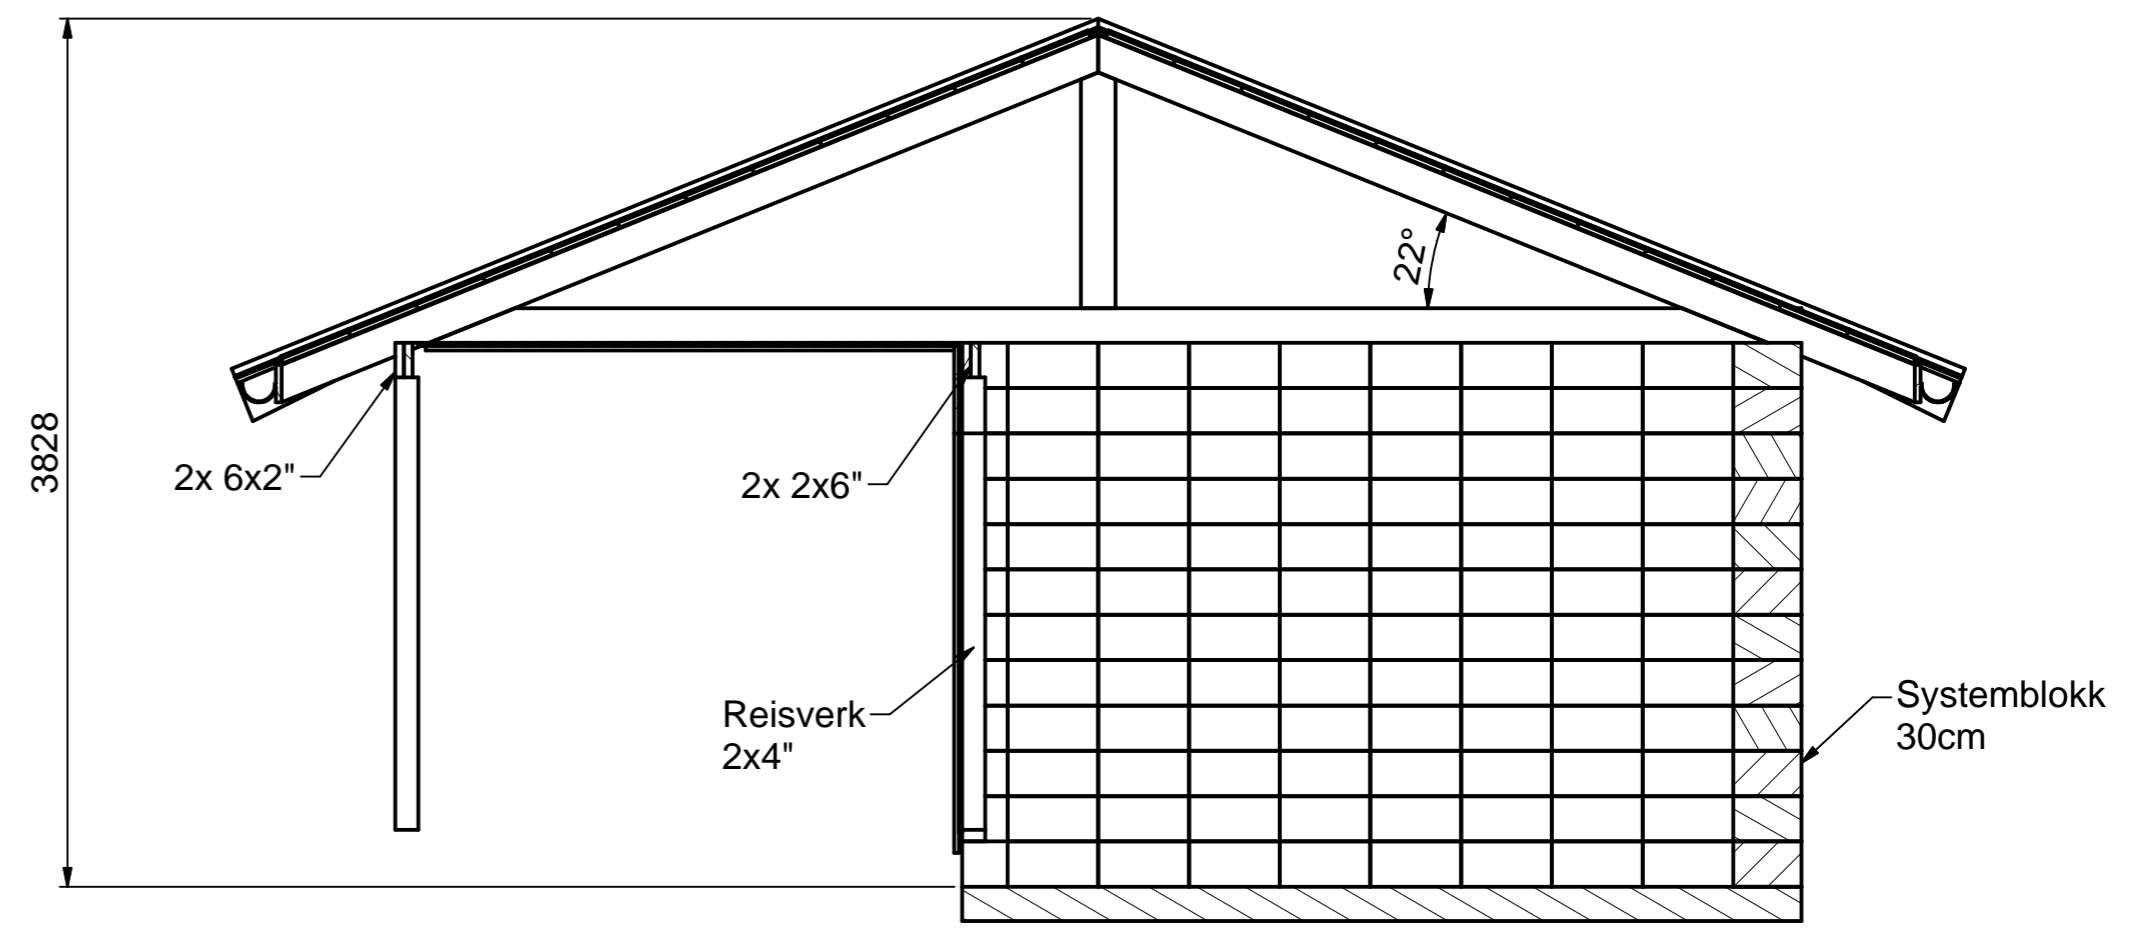 3828
22°
2x 6x2"
2x 2x6"
Reisverk
2x4"
Systemblokk
30cm